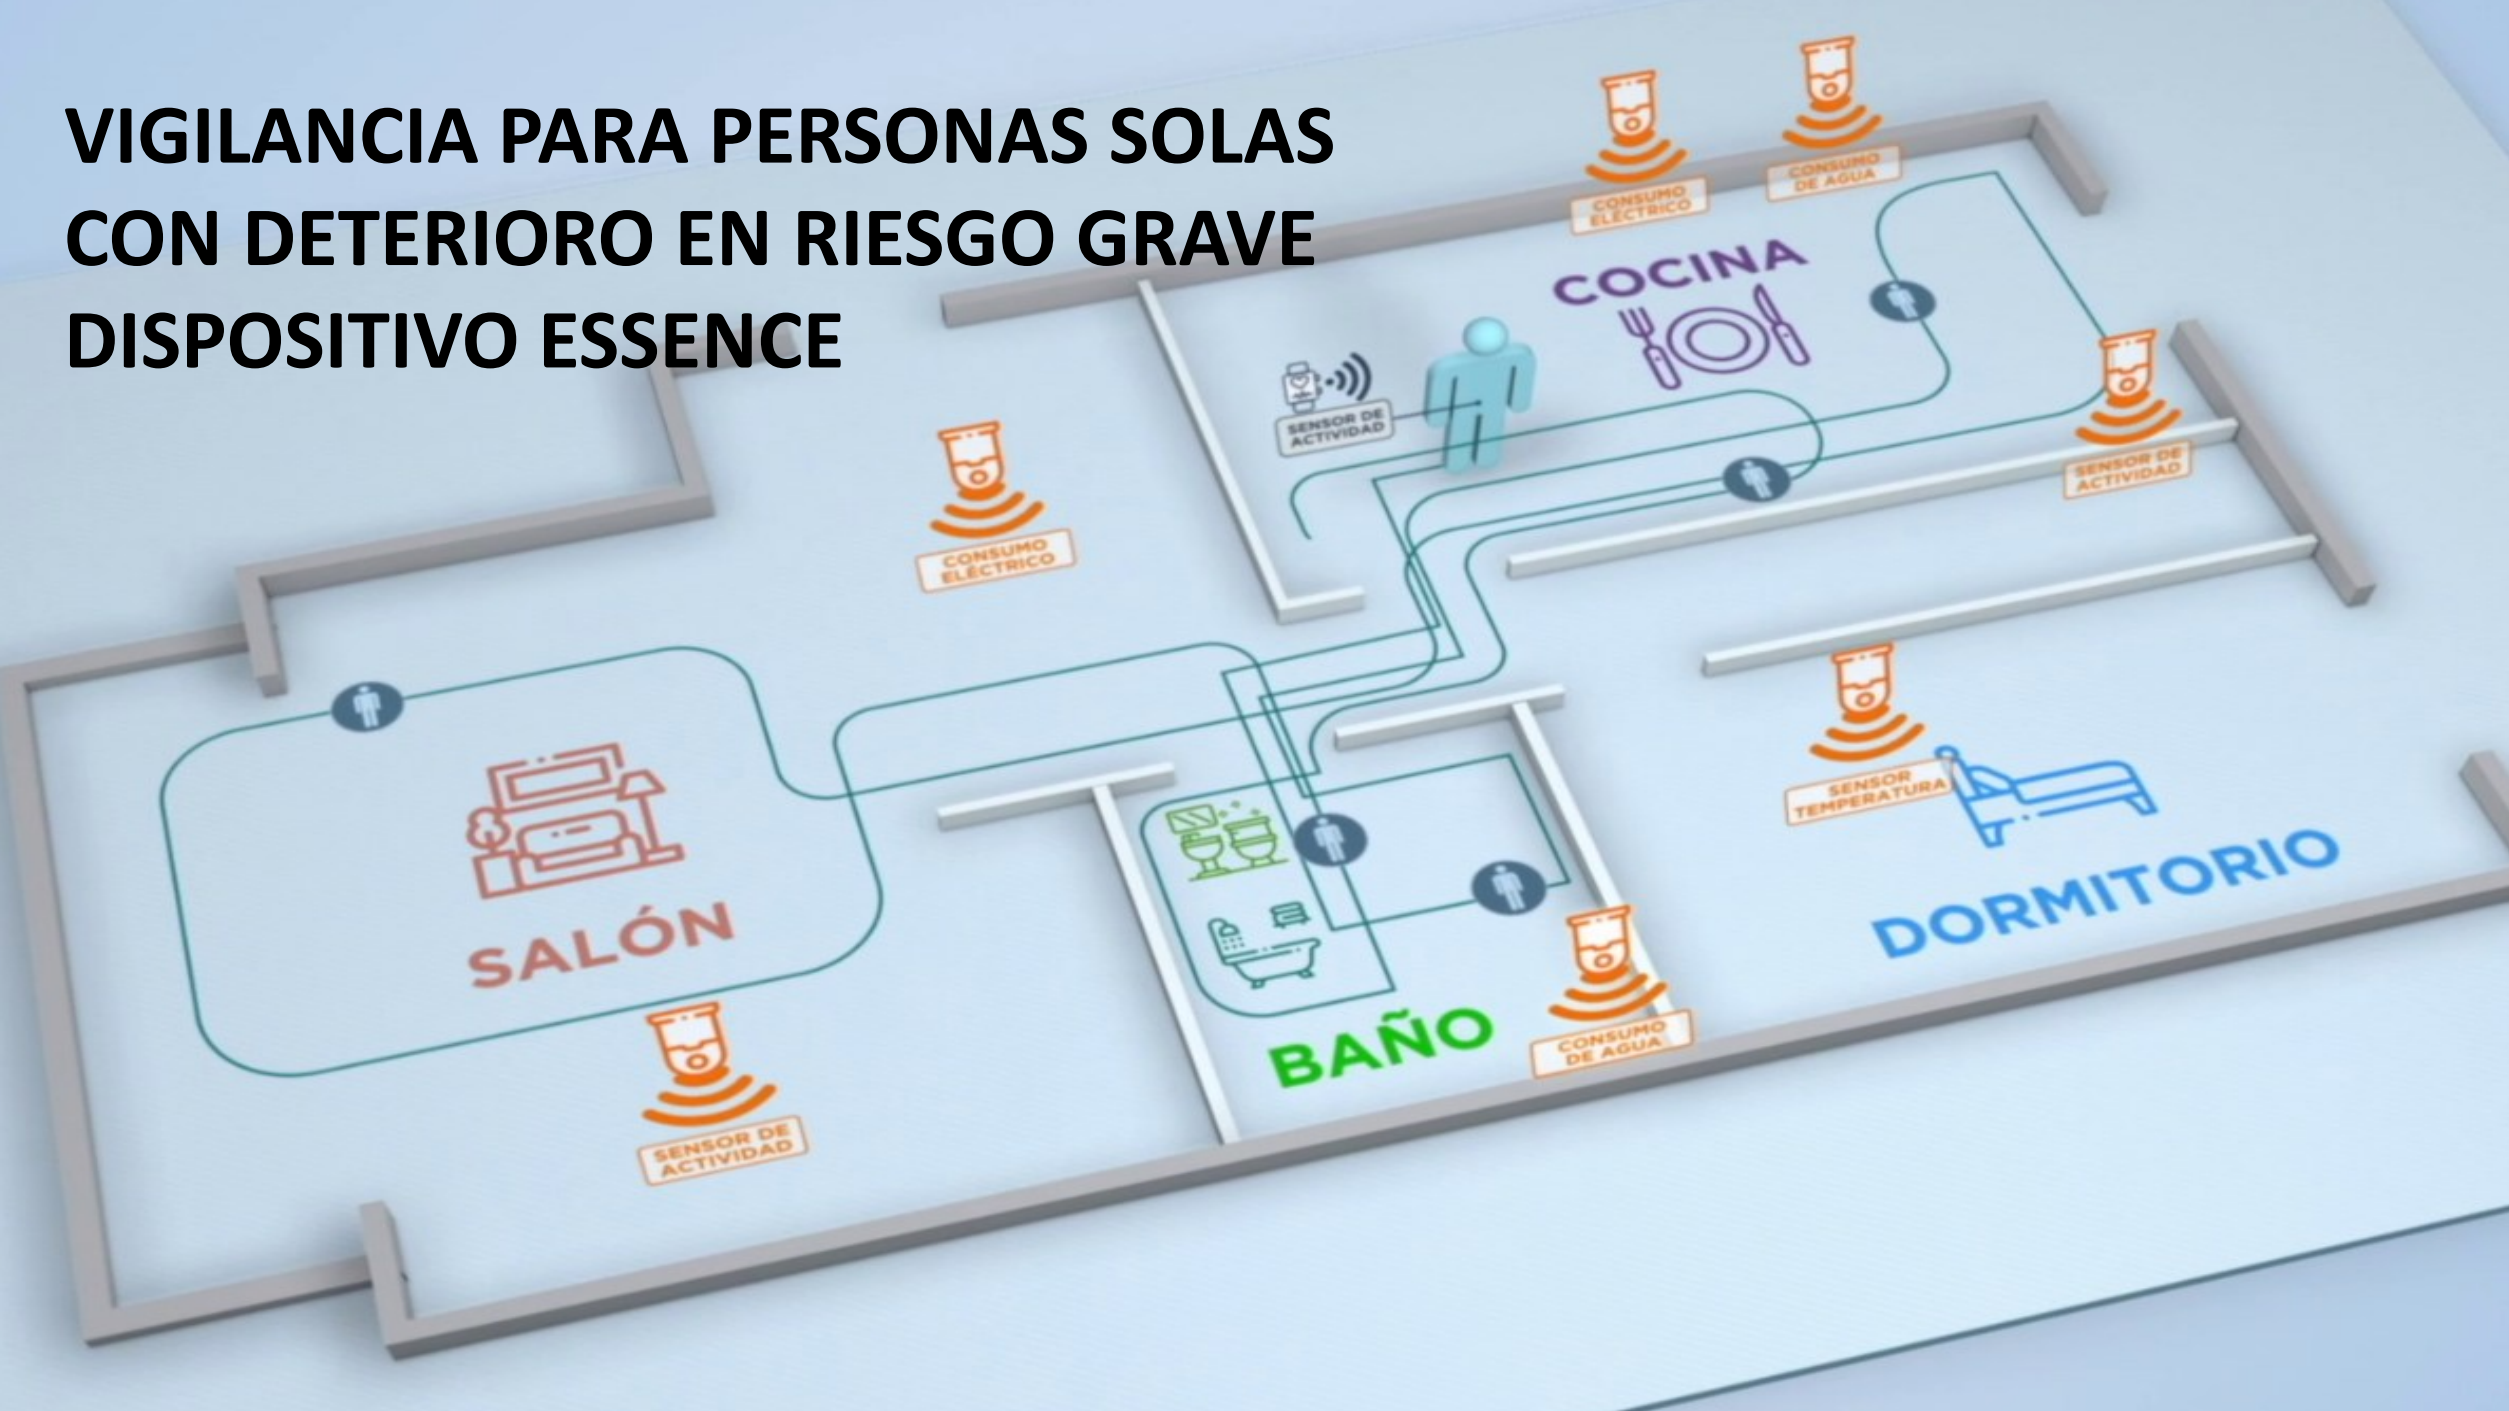 VIGILANCIA PARA PERSONAS SOLAS
CON DETERIORO EN RIESGO GRAVE
DISPOSITIVO ESSENCE
CONSUMO
ELÉCTRICO
CONSUMO
DE AGUA
COCINA
SENSOR DE
ACTIVIDAD
SENSOR DE
ACTIVIDAD
CONSUMO
ELÉCTRICO
SENSOR
TEMPERATURA
DORMITORIO
SALÓN
BAÑO
CONSUMO
DE AGUA
SENSOR DE
ACTIVIDAD